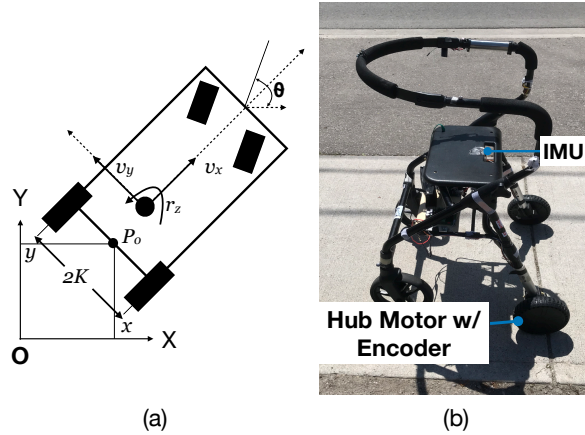 θ
v_y
v_x
r_z
Y
P_o
y
2K
x
X
O
(a)
IMU
Hub Motor w/
Encoder
(b)